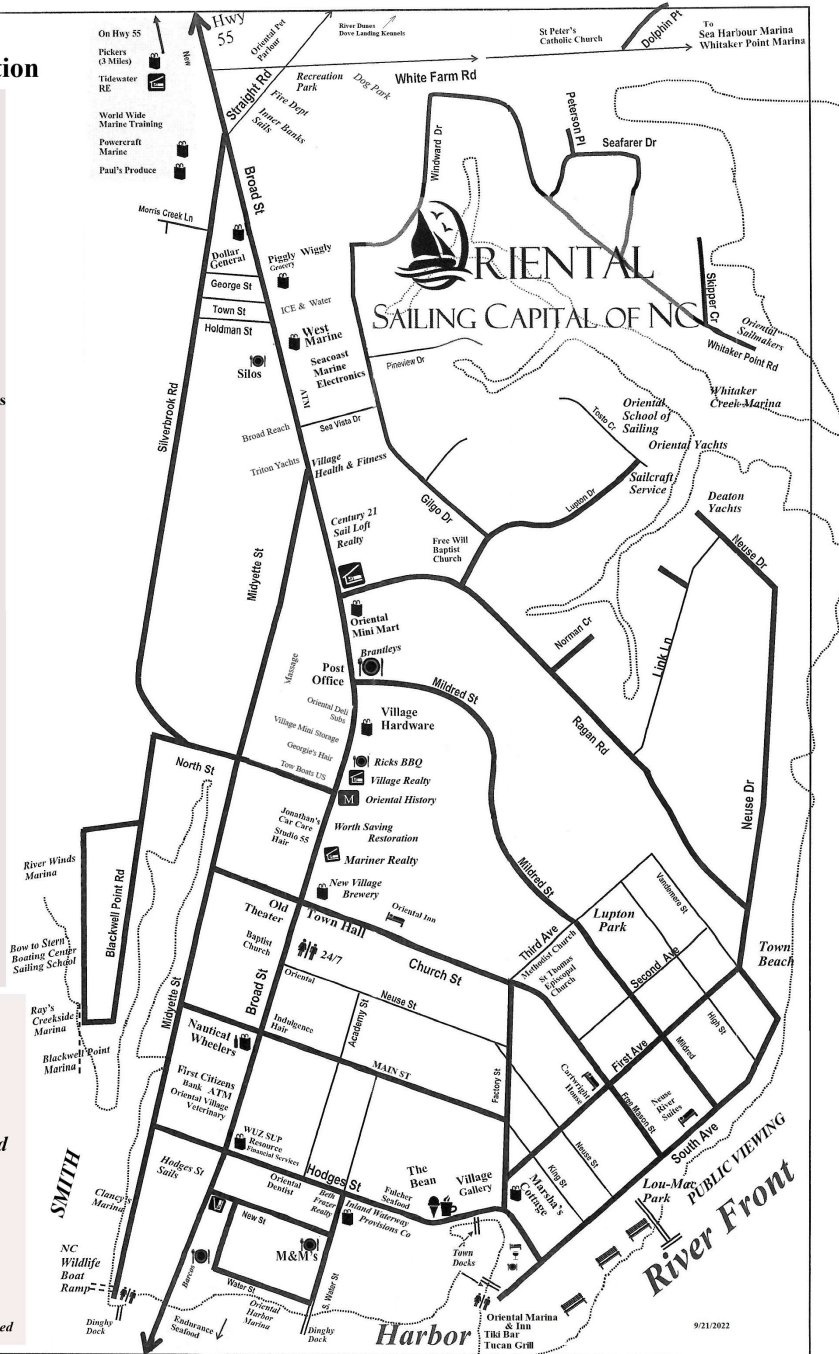 On Hwy 55
Pickers
(3 Miles)
Tidewater
RE
New
World Wide
Marine Training
Powercraft
Marine
Paul's Produce
tion
Hwy
55
Oriental Pet
Parlour
River Dunes
Dove Landing Kennels
St Peter's
Catholic Church
Dolphin Pt
To
Sea Harbour Marina
Whitaker Point Marina
Straight Rd
Recreation
Park
Dog Park
White Farm Rd
Fire Dept
Inner Banks
Sails
Windward Dr
Peterson Pl
Seafarer Dr
Broad St
Morris Creek Ln
Dollar
General
Piggly Wiggly
Grocery
George St
Town St
Holdman St
ICE & Water
ORIENTAL
SAILING CAPITAL OF NC
Skipper Cr
Oriental
Sailmakers
Whitaker Point Rd
West
Marine
Seacoast
Marine
Electronics
Silos
Pineview Dr
ATM
Silverbrook Rd
s
Whitaker
Creek Marina
Oriental
School of
Sailing
Tosto Cr
Oriental Yachts
Broad Reach
Sea Vista Dr
Triton Yachts
Village
Health & Fitness
Sailcraft
Service
Gilgo Dr
Lupton Dr
Deaton
Yachts
Neuse Dr
Century 21
Sail Loft
Realty
Free Will
Baptist
Church
Midyette St
Oriental
Mini Mart
Brantleys
Norman Cr
Link Ln
Massage
Post
Office
Mildred St
Ragan Rd
Oriental Deli
Subs
Village
Hardware
Village Mini Storage
Georgie's Hair
Tow Boats US
Ricks BBQ
Village Realty
M
Oriental History
North St
Neuse Dr
Jonathan's
Car Care
Studio 55
Hair
Worth Saving
Restoration
Mariner Realty
River Winds
Marina
Blackwell Point Rd
New Village
Brewery
Mildred St
Vandemere St
Old
Theater
Town Hall
Oriental Inn
Lupton
Park
Third Ave
Methodist Church
St Thomas
Episcopal
Church
Second Ave
Town
Beach
Bow to Stern
Boating Center
Sailing School
Baptist
Church
24/7
Church St
Oriental
Neuse St
Broad St
Midyette St
Ray's
Creekside
Marina
Academy St
High St
Blackwell Point
Marina
Nautical
Wheelers
Indulgence
Hair
MAIN ST
Factory St
First Ave
Mildred
Cartwright
House
First Citizens
Bank ATM
Oriental Village
Veterinary
Free Mason St
Neuse
River
Suites
WUZ SUP
Resource
Financial Services
Neuse St
South Ave
PUBLIC VIEWING
d
SMITH
Hodges St
Sails
Oriental
Dentist
Hodges St
The
Bean
Village
Gallery
King St
Marsha's
Cottage
Lou-Mac
Park
River Front
Clancy's
Marina
Beth
Frazer
Realty
Fulcher
Seafood
Inland Waterway
Provisions Co
New St
NC
Wildlife
Boat
Ramp
M&M's
Town
Docks
Barcos
Water St
S. Water St
Oriental
Harbor
Marina
Dinghy
Dock
Endurance
Seafood
Dinghy
Dock
Harbor
Oriental Marina
& Inn
Tiki Bar
Tucan Grill
9/21/2022
ed